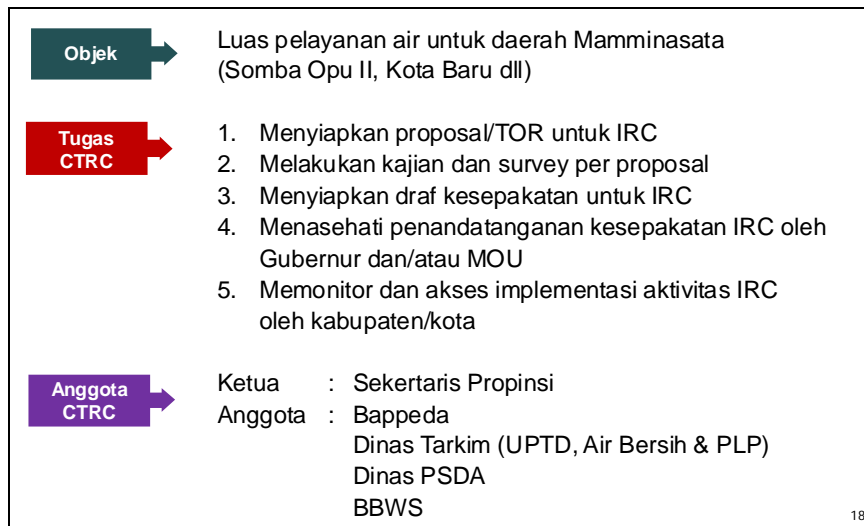 Objek
Luas pelayanan air untuk daerah Mamminasata
(Somba Opu II, Kota Baru dll)
Tugas
CTRC
1. Menyiapkan proposal/TOR untuk IRC
2. Melakukan kajian dan survey per proposal
3. Menyiapkan draf kesepakatan untuk IRC
4. Menasehati penandatanganan kesepakatan IRC oleh
Gubernur dan/atau MOU
5. Memonitor dan akses implementasi aktivitas IRC
oleh kabupaten/kota
Anggota
CTRC
Ketua : Sekertaris Propinsi
Anggota : Bappeda
Dinas Tarkim (UPTD, Air Bersih & PLP)
Dinas PSDA
BBWS
18